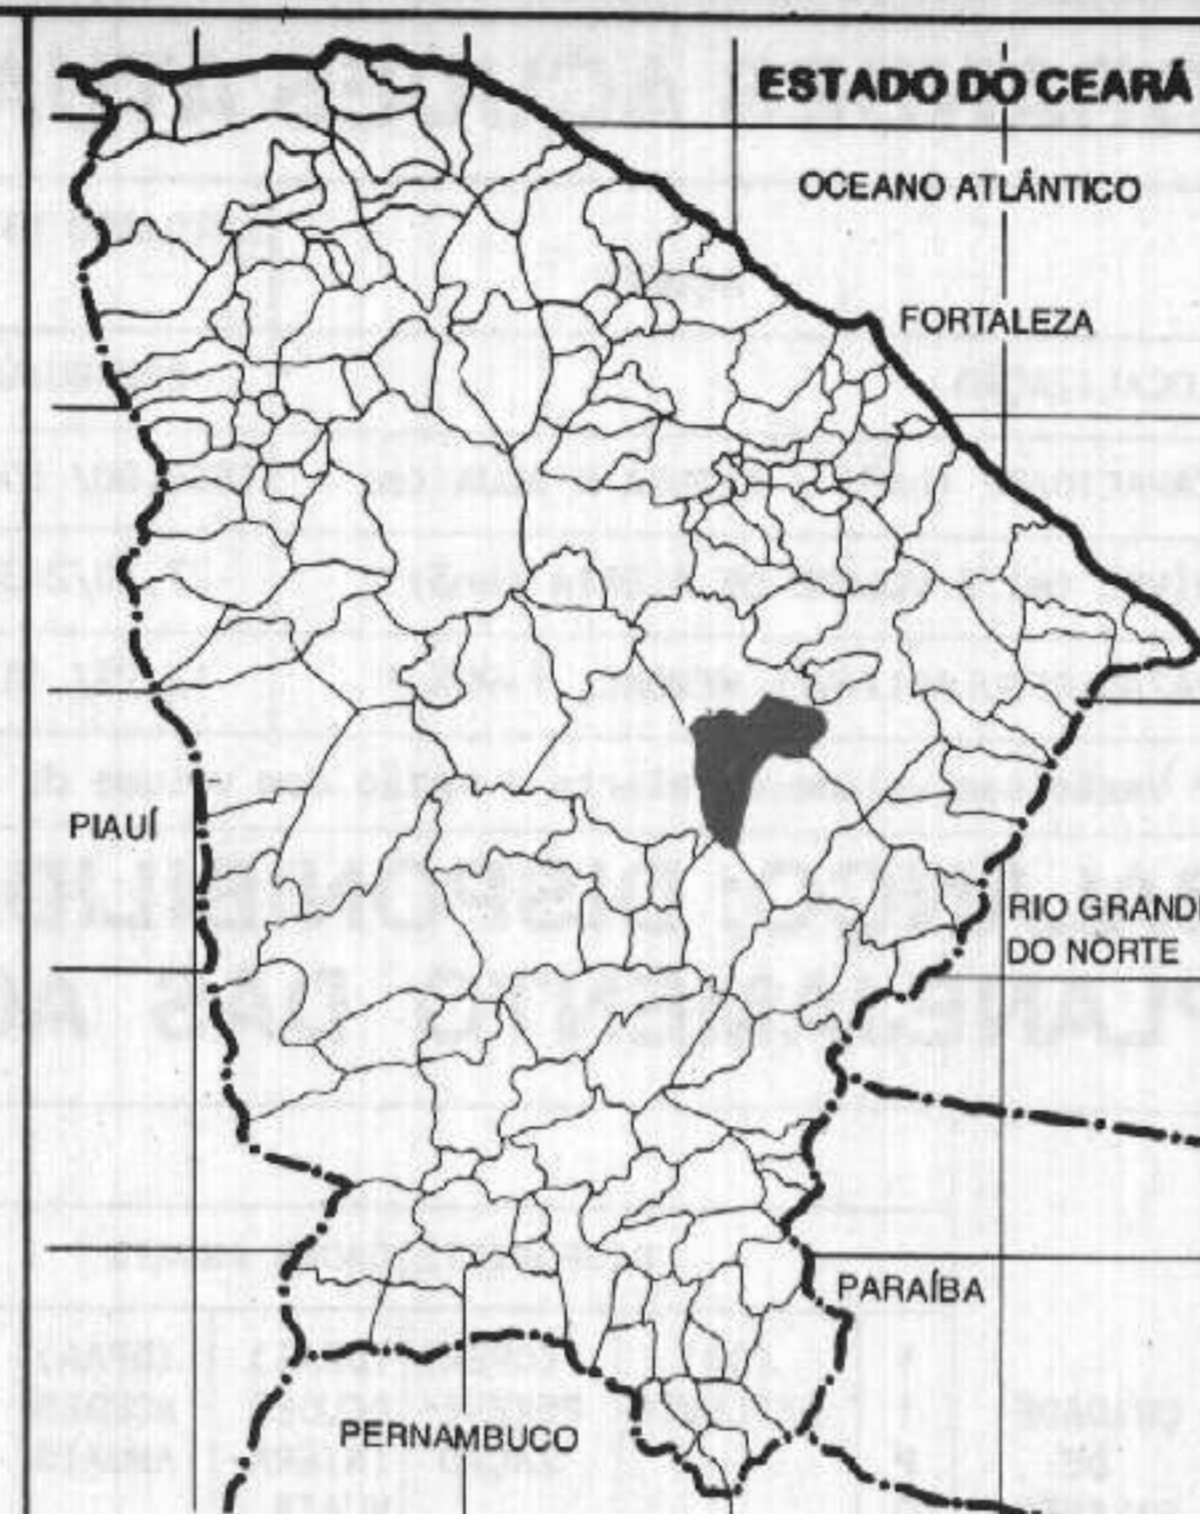 ESTADO DO CEARÁ
OCEANO ATLÂNTICO
FORTALEZA
PIAUÍ
RIO GRANDE
DO NORTE
PARAÍBA
PERNAMBUCO